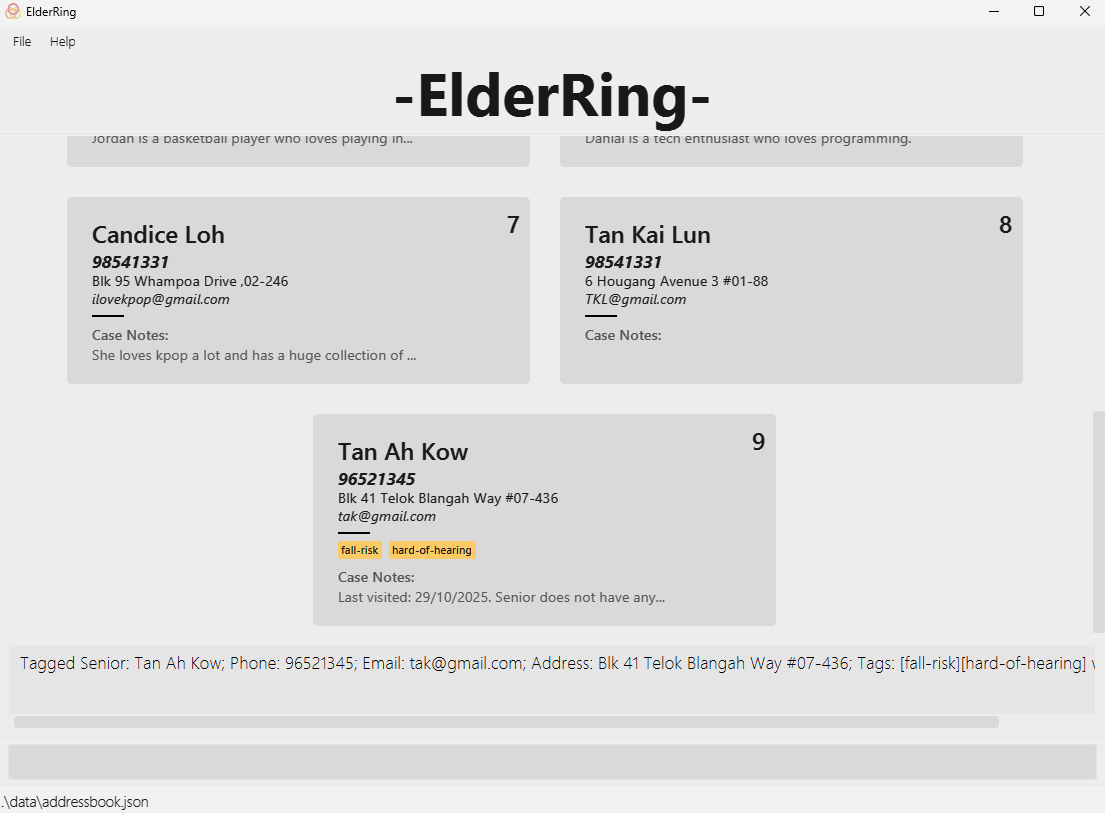 ElderRing
File Help
-ElderRing-
Jordan is a basketball player who loves playing in...
Danial is a tech enthusiast who loves programming.
7
Candice Loh
98541331
Blk 95 Whampoa Drive ,02-246
ilovekpop@gmail.com
Case Notes:
She loves kpop a lot and has a huge collection of ...
8
Tan Kai Lun
98541331
6 Hougang Avenue 3 #01-88
TKL@gmail.com
Case Notes:
9
Tan Ah Kow
96521345
Blk 41 Telok Blangah Way #07-436
tak@gmail.com
fall-risk hard-of-hearing
Case Notes:
Last visited: 29/10/2025. Senior does not have any...
Tagged Senior: Tan Ah Kow; Phone: 96521345; Email: tak@gmail.com; Address: Blk 41 Telok Blangah Way #07-436; Tags: [fall-risk][hard-of-hearing]
.\data\addressbook.json